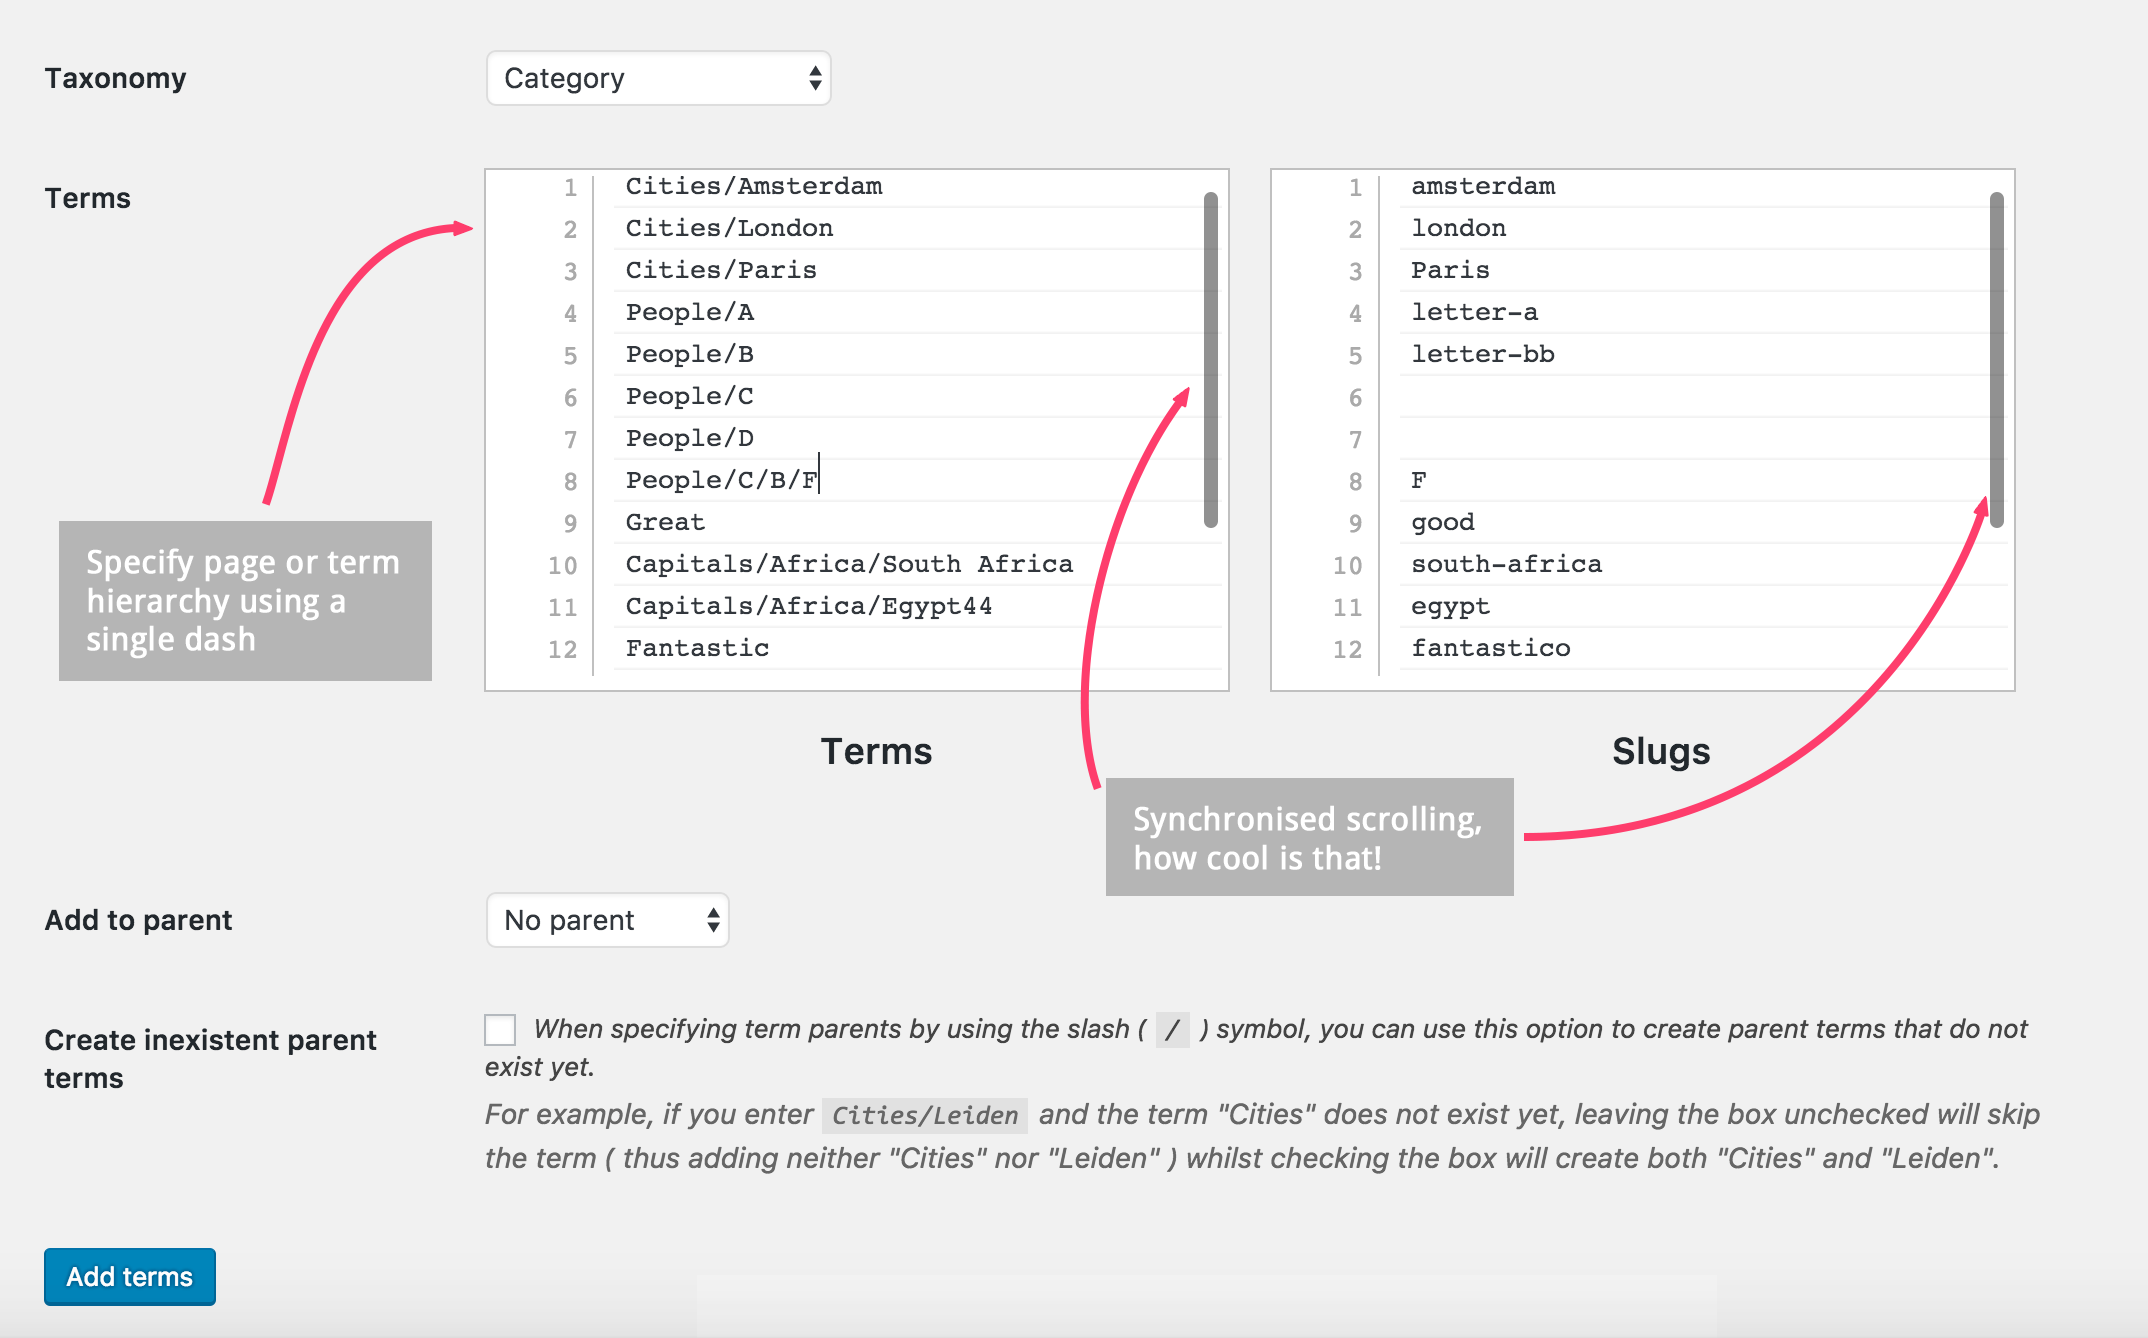 Taxonomy
Category
Terms
1 Cities/Amsterdam
2 Cities/London
3 Cities/Paris
4 People/A
5 People/B
6 People/C
7 People/D
8 People/C/B/F
9 Great
10 Capitals/Africa/South Africa
11 Capitals/Africa/Egypt44
12 Fantastic
1 amsterdam
2 london
3 Paris
4 letter-a
5 letter-bb
6
7
8 F
9 good
10 south-africa
11 egypt
12 fantastico
Specify page or term
hierarchy using a
single dash
Terms
Slugs
Synchronised scrolling,
how cool is that!
Add to parent
No parent
Create inexistent parent
terms
When specifying term parents by using the slash ( / ) symbol, you can use this option to create parent terms that do not
exist yet.
For example, if you enter Cities/Leiden and the term "Cities" does not exist yet, leaving the box unchecked will skip
the term ( thus adding neither "Cities" nor "Leiden" ) whilst checking the box will create both "Cities" and "Leiden".
Add terms